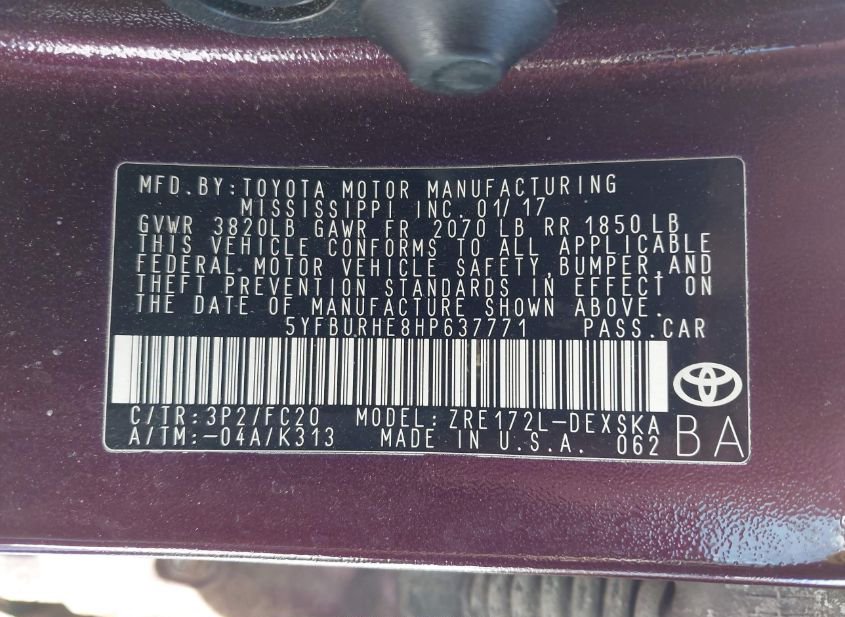 MFD.BY:TOYOTA MOTOR MANUFACTURING
MISSISSIPPI INC. 01/17
GVWR 3820LB GAWR FR 2070 LB RR 1850 LB
THIS VEHICLE CONFORMS TO ALL APPLICABLE
FEDERAL MOTOR VEHICLE SAFETY,BUMPER,AND
THEFT PREVENTION STANDARDS IN EFFECT ON
THE DATE OF MANUFACTURE SHOWN ABOVE.
5YFBURHE8HP637771 PASS.CAR
C/TR:3P2/FC20 MODEL:ZRE172L-DEXSKA
A/TM:-04A/K313 MADE IN U.S.A. 062 BA